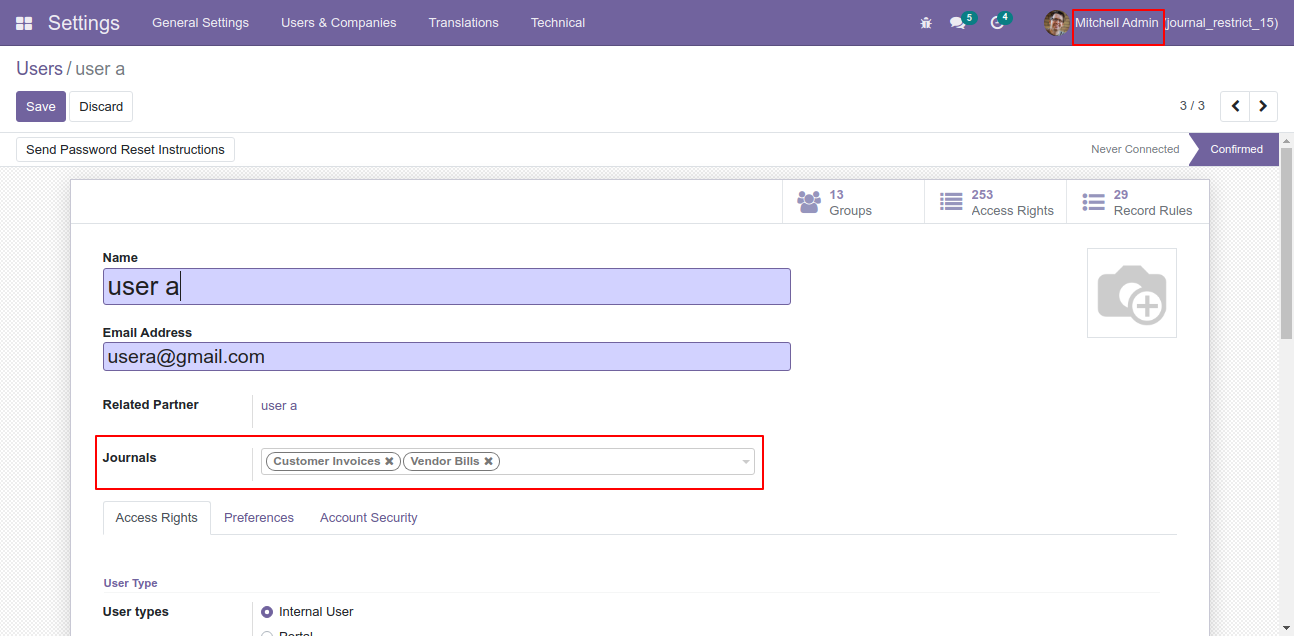 Settings General Settings Users & Companies Translations Technical 5 4 Mitchell Admin (journal_restrict_15)
Users / user a
Save Discard 3 / 3
Send Password Reset Instructions Never Connected Confirmed
13 Groups
253 Access Rights
29 Record Rules
Name
user a
Email Address
usera@gmail.com
Related Partner user a
Journals Customer Invoices ✖ Vendor Bills ✖
Access Rights Preferences Account Security
User Type
User types Internal User
Portal